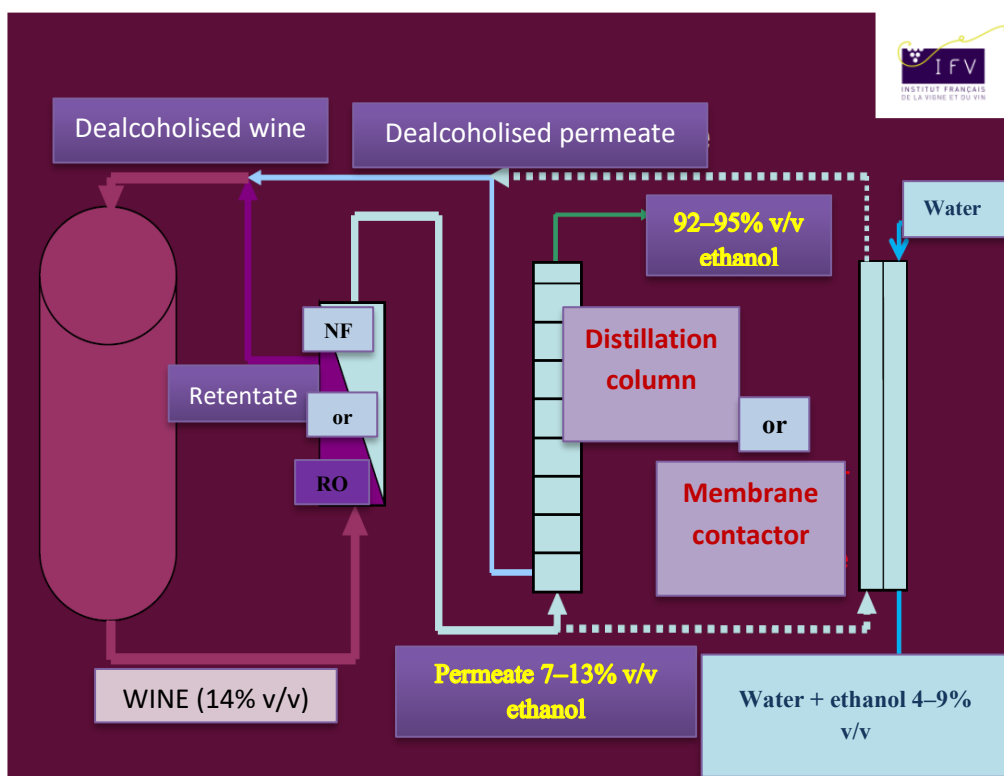 IFV
INSTITUT FRANÇAIS
DE LA VIGNE ET DU VIN
Dealcoholised wine
Dealcoholised permeate
Water
92–95% v/v
ethanol
NF
Distillation
column
Retentate
or
or
RO
Membrane
contactor
Permeate 7–13% v/v
ethanol
WINE (14% v/v)
Water + ethanol 4–9%
v/v